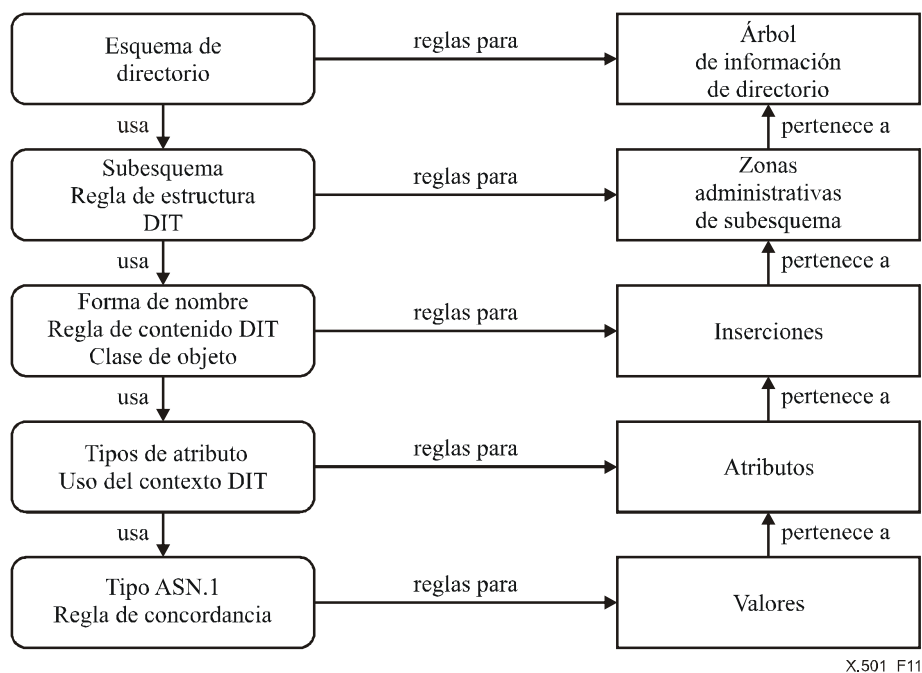 Esquema de
directorio
reglas para
Árbol
de información
de directorio
usa
pertenece a
Subesquema
Regla de estructura
DIT
reglas para
Zonas
administrativas
de subesquema
usa
pertenece a
Forma de nombre
Regla de contenido DIT
Clase de objeto
reglas para
Inserciones
usa
pertenece a
Tipos de atributo
Uso del contexto DIT
reglas para
Atributos
usa
pertenece a
Tipo ASN.1
Regla de concordancia
reglas para
Valores
X.501_F11